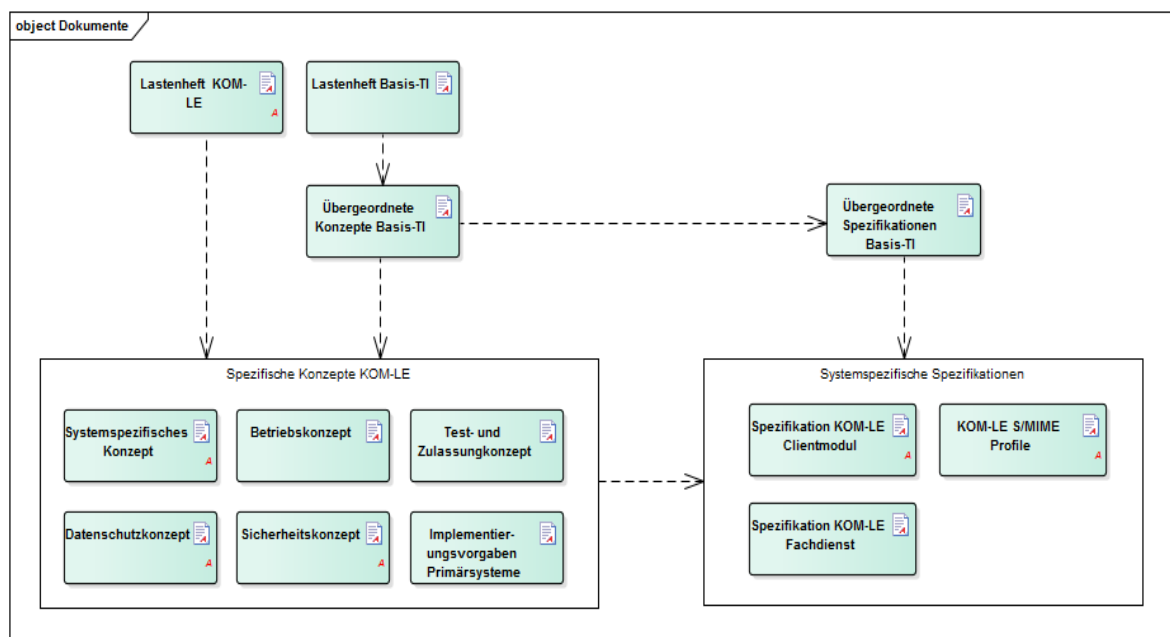 object Dokumente
Lastenheft KOM-
LE
A
Lastenheft Basis-TI
Übergeordnete
Konzepte Basis-TI
Übergeordnete
Spezifikationen
Basis-TI
Spezifische Konzepte KOM-LE
Systemspezifisches
Konzept
A
Betriebskonzept
Test- und
Zulassungkonzept
Datenschutzkonzept
A
Sicherheitskonzept
A
Implementier-
ungsvorgaben
Primärsysteme
Systemspezifische Spezifikationen
Spezifikation KOM-LE
Clientmodul
A
KOM-LE S/MIME
Profile
A
Spezifikation KOM-LE
Fachdienst